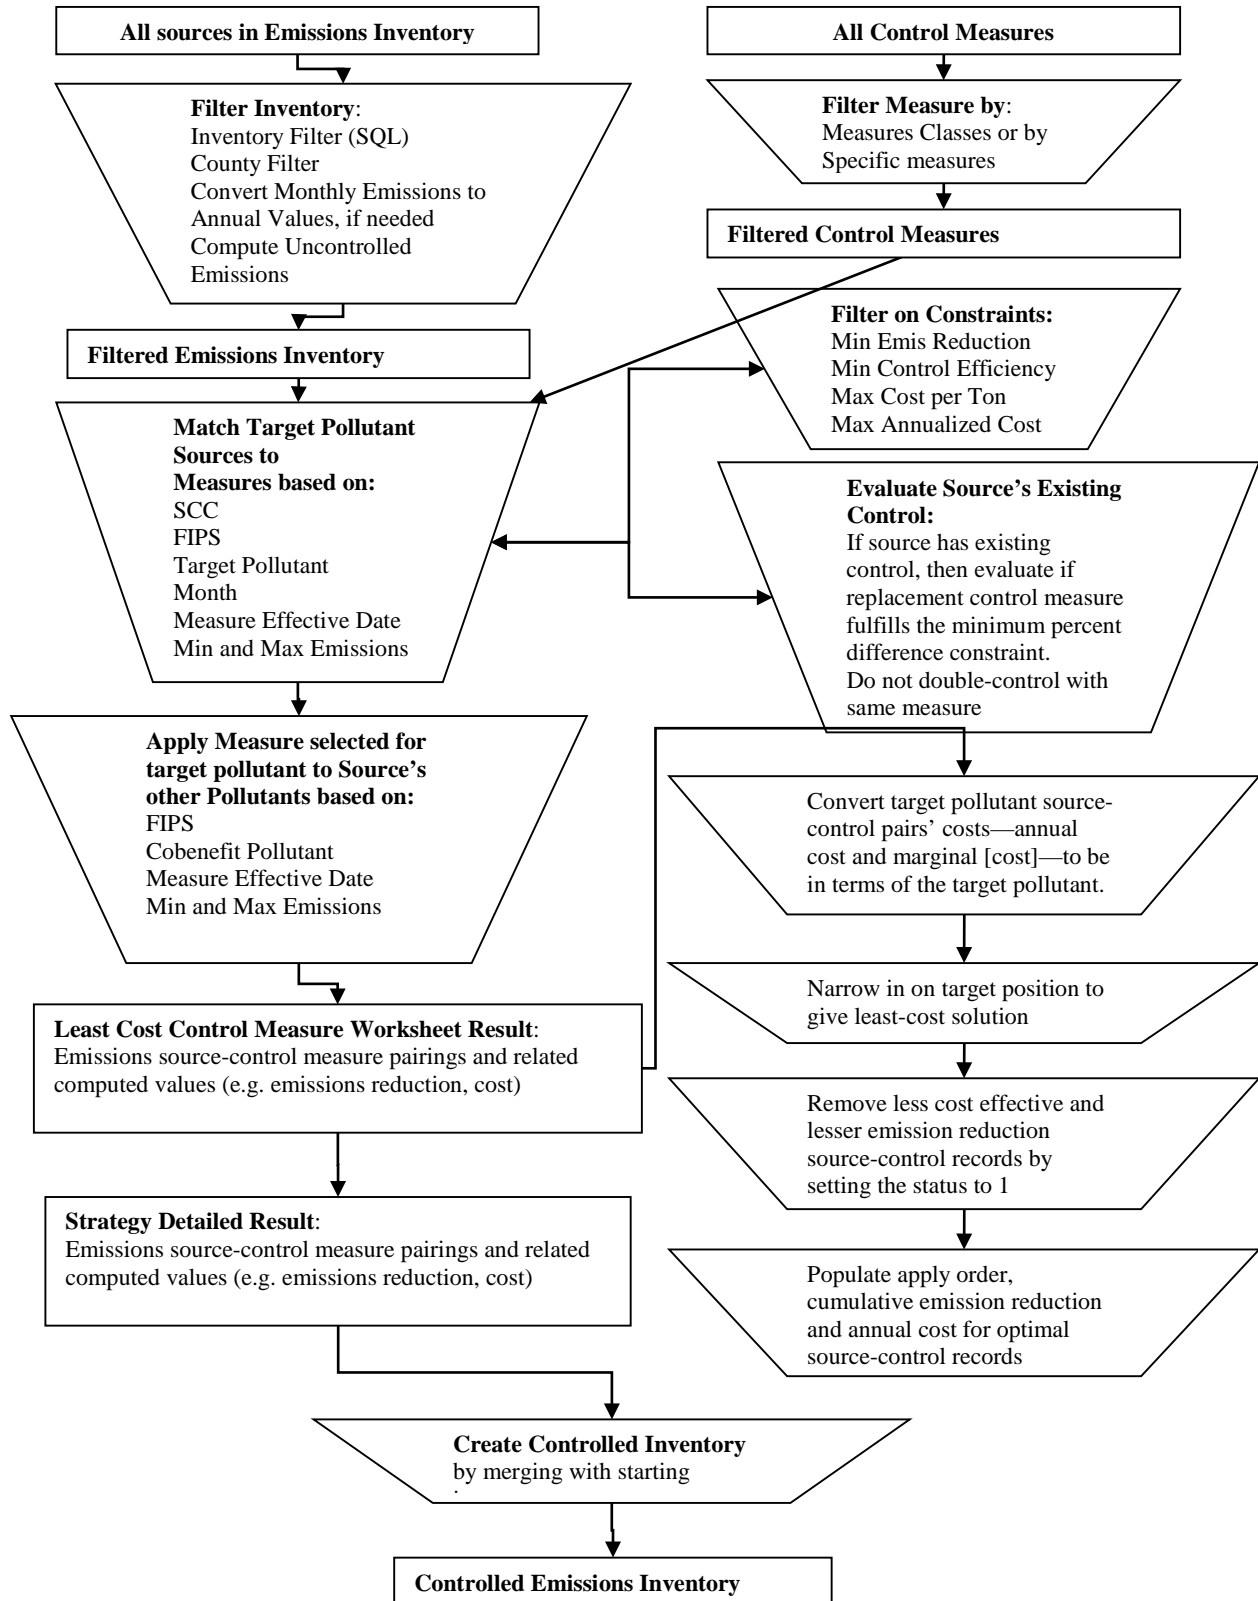 All sources in Emissions Inventory
All Control Measures
Filter Inventory:
Inventory Filter (SQL)
County Filter
Convert Monthly Emissions to
Annual Values, if needed
Compute Uncontrolled
Emissions
Filter Measure by:
Measures Classes or by
Specific measures
Filtered Control Measures
Filtered Emissions Inventory
Filter on Constraints:
Min Emis Reduction
Min Control Efficiency
Max Cost per Ton
Max Annualized Cost
Match Target Pollutant
Sources to
Measures based on:
SCC
FIPS
Target Pollutant
Month
Measure Effective Date
Min and Max Emissions
Evaluate Source's Existing
Control:
If source has existing
control, then evaluate if
replacement control measure
fulfills the minimum percent
difference constraint.
Do not double-control with
same measure
Apply Measure selected for
target pollutant to Source's
other Pollutants based on:
FIPS
Cobenefit Pollutant
Measure Effective Date
Min and Max Emissions
Convert target pollutant source-
control pairs' costs—annual
cost and marginal [cost]—to be
in terms of the target pollutant.
Narrow in on target position to
give least-cost solution
Least Cost Control Measure Worksheet Result:
Emissions source-control measure pairings and related
computed values (e.g. emissions reduction, cost)
Remove less cost effective and
lesser emission reduction
source-control records by
setting the status to 1
Strategy Detailed Result:
Emissions source-control measure pairings and related
computed values (e.g. emissions reduction, cost)
Populate apply order,
cumulative emission reduction
and annual cost for optimal
source-control records
Create Controlled Inventory
by merging with starting
Controlled Emissions Inventory